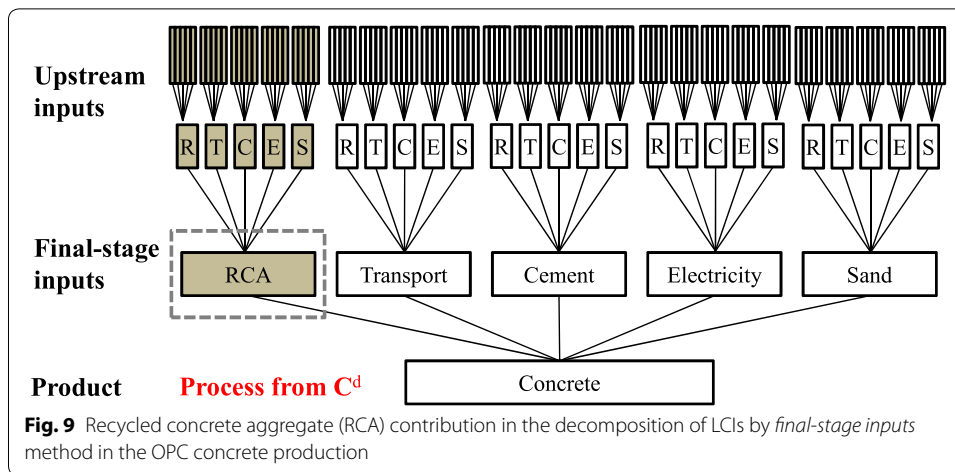 Upstream
inputs
R T C E S R T C E S R T C E S R T C E S R T C E S
Final-stage
inputs
RCA Transport Cement Electricity Sand
Product Process from Cᵈ Concrete
Fig. 9 Recycled concrete aggregate (RCA) contribution in the decomposition of LCIs by final-stage inputs
method in the OPC concrete production